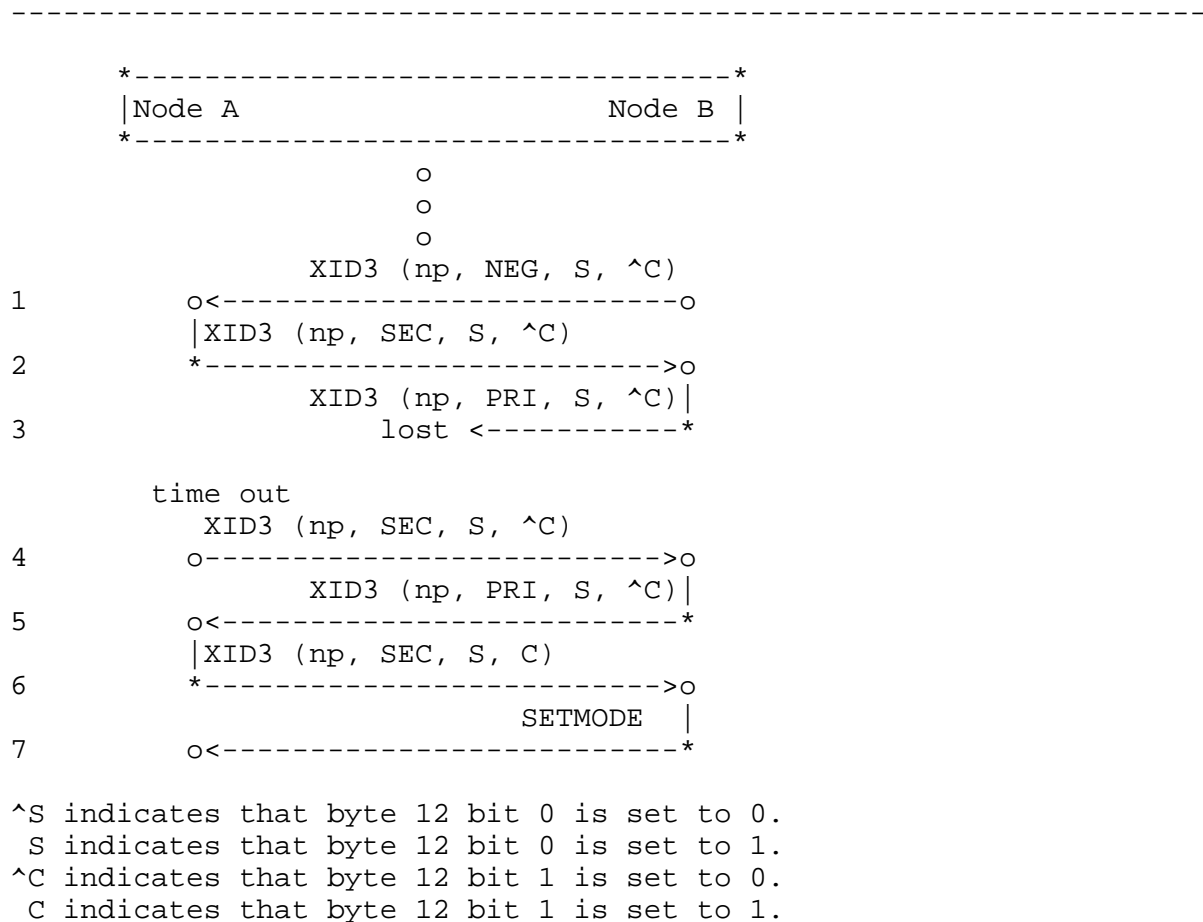 -----------------------------------------------------------------------
*----------------------------------*
|Node A                      Node B |
*----------------------------------*
o
o
o
XID3 (np, NEG, S, ^C)
1          o<--------------------------o
|XID3 (np, SEC, S, ^C)
2          *-------------------------->o
XID3 (np, PRI, S, ^C)|
3                     lost <-----------*
time out
XID3 (np, SEC, S, ^C)
4          o-------------------------->o
XID3 (np, PRI, S, ^C)|
5          o<--------------------------*
|XID3 (np, SEC, S, C)
6          *-------------------------->o
SETMODE  |
7          o<--------------------------*
^S indicates that byte 12 bit 0 is set to 0.
S indicates that byte 12 bit 0 is set to 1.
^C indicates that byte 12 bit 1 is set to 0.
C indicates that byte 12 bit 1 is set to 1.